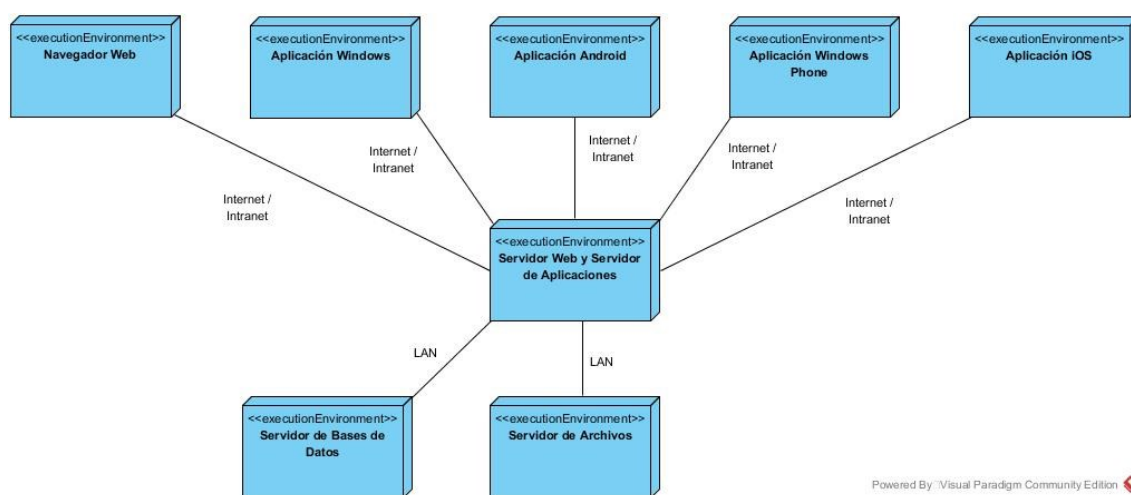 <<executionEnvironment>>
Navegador Web
<<executionEnvironment>>
Aplicación Windows
<<executionEnvironment>>
Aplicación Android
<<executionEnvironment>>
Aplicación Windows
Phone
<<executionEnvironment>>
Aplicación iOS
Internet /
Intranet
Internet /
Intranet
Internet /
Intranet
Internet /
Intranet
Internet /
Intranet
<<executionEnvironment>>
Servidor Web y Servidor
de Aplicaciones
LAN
LAN
<<executionEnvironment>>
Servidor de Bases de
Datos
<<executionEnvironment>>
Servidor de Archivos
Powered By Visual Paradigm Community Edition